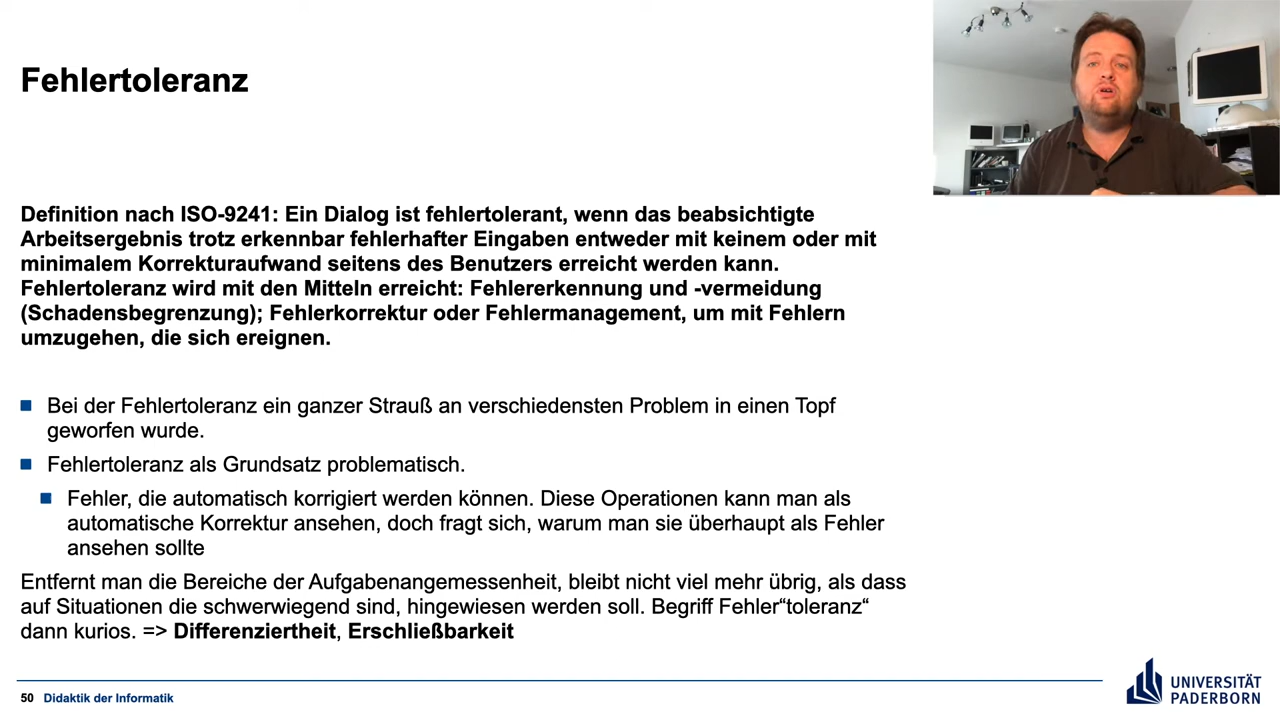 Fehlertoleranz
Definition nach ISO-9241: Ein Dialog ist fehlertolerant, wenn das beabsichtigte
Arbeitsergebnis trotz erkennbar fehlerhafter Eingaben entweder mit keinem oder mit
minimalem Korrekturaufwand seitens des Benutzers erreicht werden kann.
Fehlertoleranz wird mit den Mitteln erreicht: Fehlererkennung und -vermeidung
(Schadensbegrenzung); Fehlerkorrektur oder Fehlermanagement, um mit Fehlern
umzugehen, die sich ereignen.
Bei der Fehlertoleranz ein ganzer Strauß an verschiedensten Problem in einen Topf
geworfen wurde.
Fehlertoleranz als Grundsatz problematisch.
Fehler, die automatisch korrigiert werden können. Diese Operationen kann man als
automatische Korrektur ansehen, doch fragt sich, warum man sie überhaupt als Fehler
ansehen sollte
Entfernt man die Bereiche der Aufgabenangemessenheit, bleibt nicht viel mehr übrig, als dass
auf Situationen die schwerwiegend sind, hingewiesen werden soll. Begriff Fehler“toleranz“
dann kurios. => Differenziertheit, Erschließbarkeit
50 Didaktik der Informatik
UNIVERSITÄT
PADERBORN